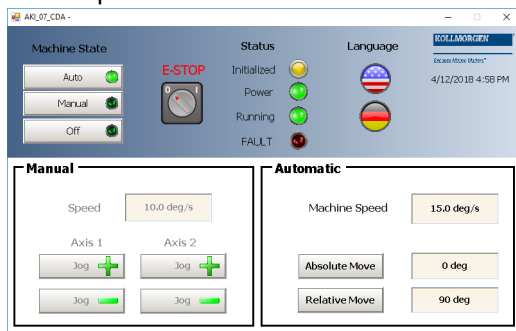 AKI_07_CDA -
Machine State
Status
Language
KOLLMORGEN
Because Motion Matters™
4/12/2018 4:58 PM
Auto
Manual
Off
E-STOP
0 I
Initialized
Power
Running
FAULT
Manual
Speed
10.0 deg/s
Axis 1
Axis 2
Jog
Jog
Jog
Jog
Automatic
Machine Speed
15.0 deg/s
Absolute Move
0 deg
Relative Move
90 deg